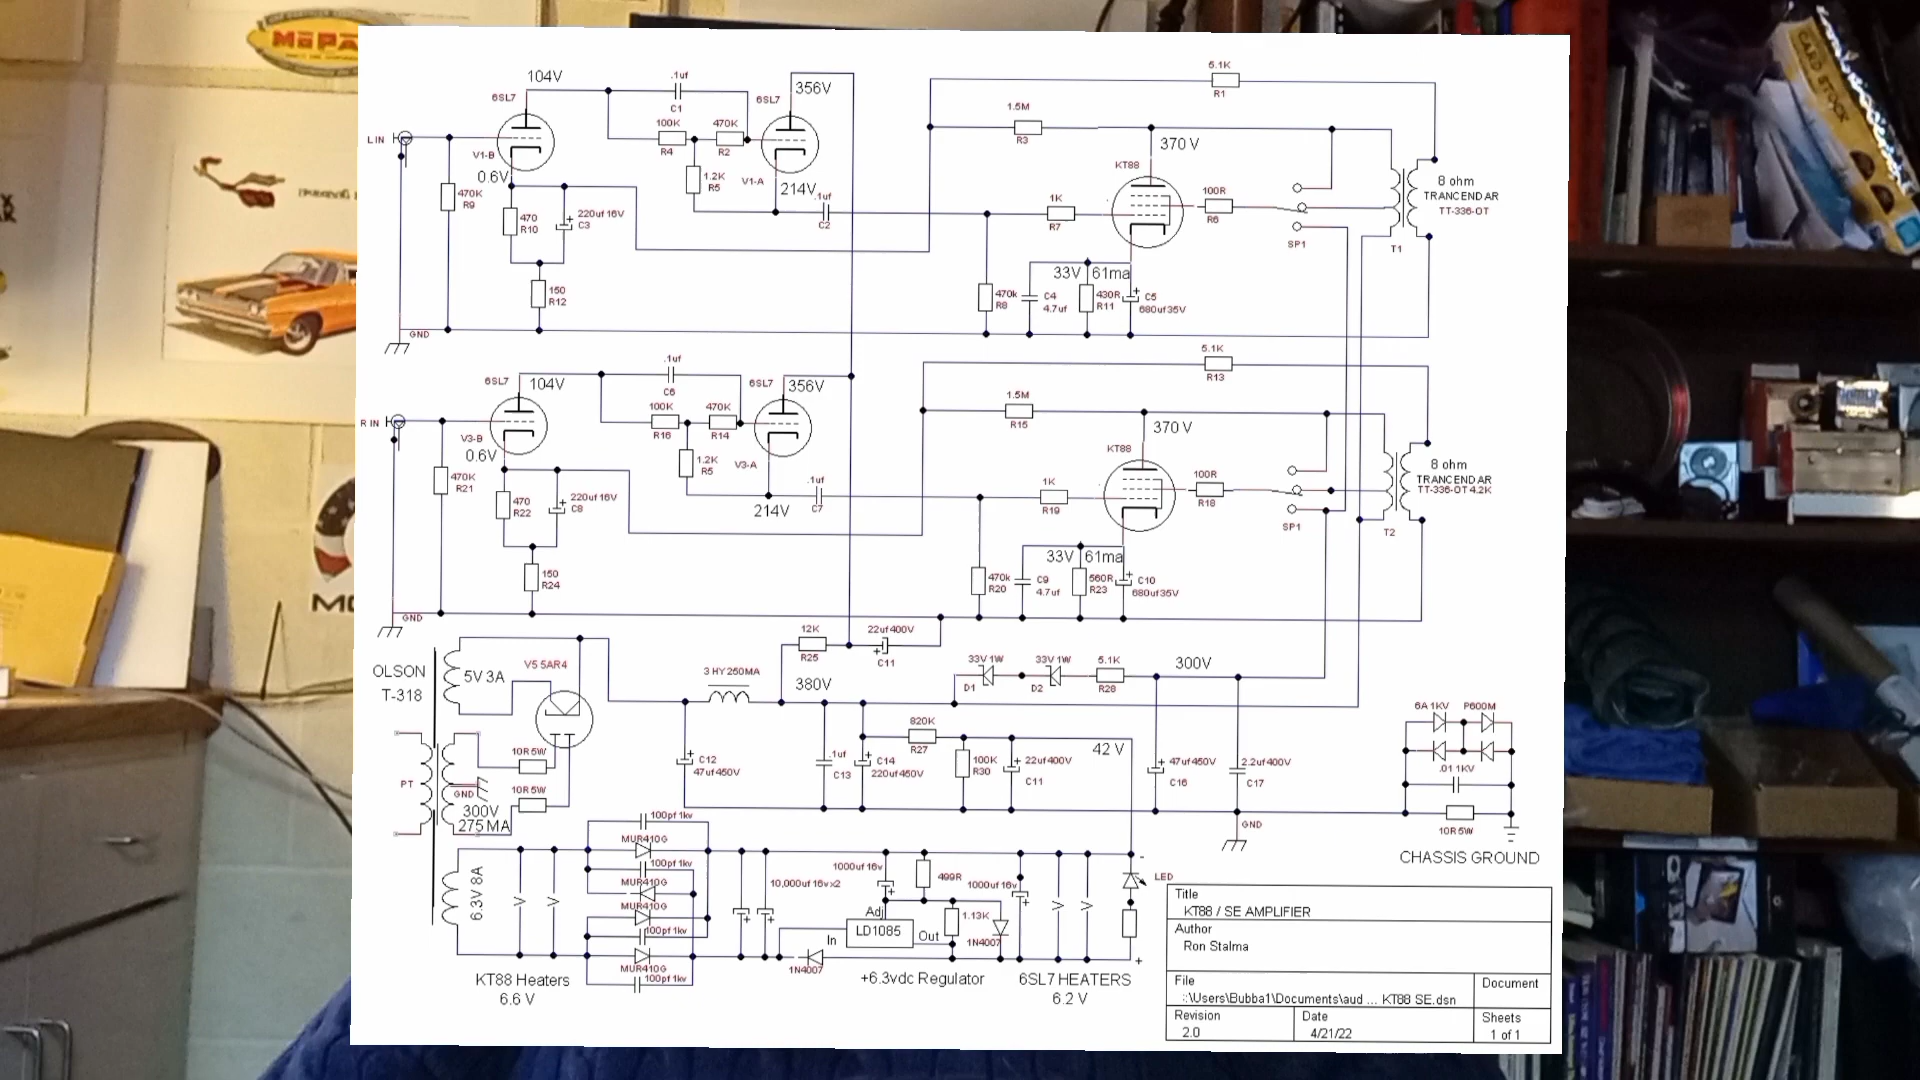 104V
.1uf
C1
6SL7
6SL7
356V
100K
R4
470K
R2
L IN
V1-B
0.6V
470K
R9
470
R10
220uf 16V
C3
1.2K
R5
V1-A
214V
.1uf
C2
150
R12
GND
5.1K
R1
1.5M
R3
370 V
KT88
1K
R7
100R
R6
SP1
8 ohm
TRANCENDAR
TT-336-OT
T1
33V
61ma
470k
R8
C4
4.7uf
430R
R11
C5
680uf35V
6SL7
104V
.1uf
C6
6SL7
356V
100K
R16
470K
R14
R IN
V3-B
0.6V
470K
R21
470
R22
220uf 16V
C8
1.2K
R5
V3-A
214V
.1uf
C7
150
R24
GND
5.1K
R13
1.5M
R15
370 V
KT88
1K
R19
100R
R18
SP1
8 ohm
TRANCENDAR
TT-336-OT 4.2K
T2
33V
61ma
470k
R20
C9
4.7uf
560R
R23
C10
680uf35V
OLSON
T-318
5V 3A
V5 5AR4
PT
10R 5W
10R 5W
GND
300V
275 MA
3 HY 250MA
12K
R25
22uf 400V
C11
380V
33V 1W
D1
33V 1W
D2
5.1K
R28
300V
C12
47uf450V
.1uf
C13
C14
220uf450V
820K
R27
100K
R30
22uf400V
C11
42 V
47uf450V
C16
2.2uf400V
C17
GND
6A 1KV
P600M
.01 1KV
10R 5W
CHASSIS GROUND
6.3V 8A
100pf 1kv
MUR410G
100pf 1kv
MUR410G
MUR410G
100pf 1kv
MUR410G
100pf 1kv
KT88 Heaters
6.6 V
10,000uf 16v x2
1000uf 16v
499R
1000uf 16v
Adj
1.13K
LD1085
In
Out
1N4007
1N4007
+6.3vdc Regulator
6SL7 HEATERS
6.2 V
-
LED
+
Title
KT88 / SE AMPLIFIER
Author
Ron Stalma
File
::\Users\Bubba1\Documents\aud ... KT88 SE.dsn
Document
Revision
2.0
Date
4/21/22
Sheets
1 of 1
CARD STOCK